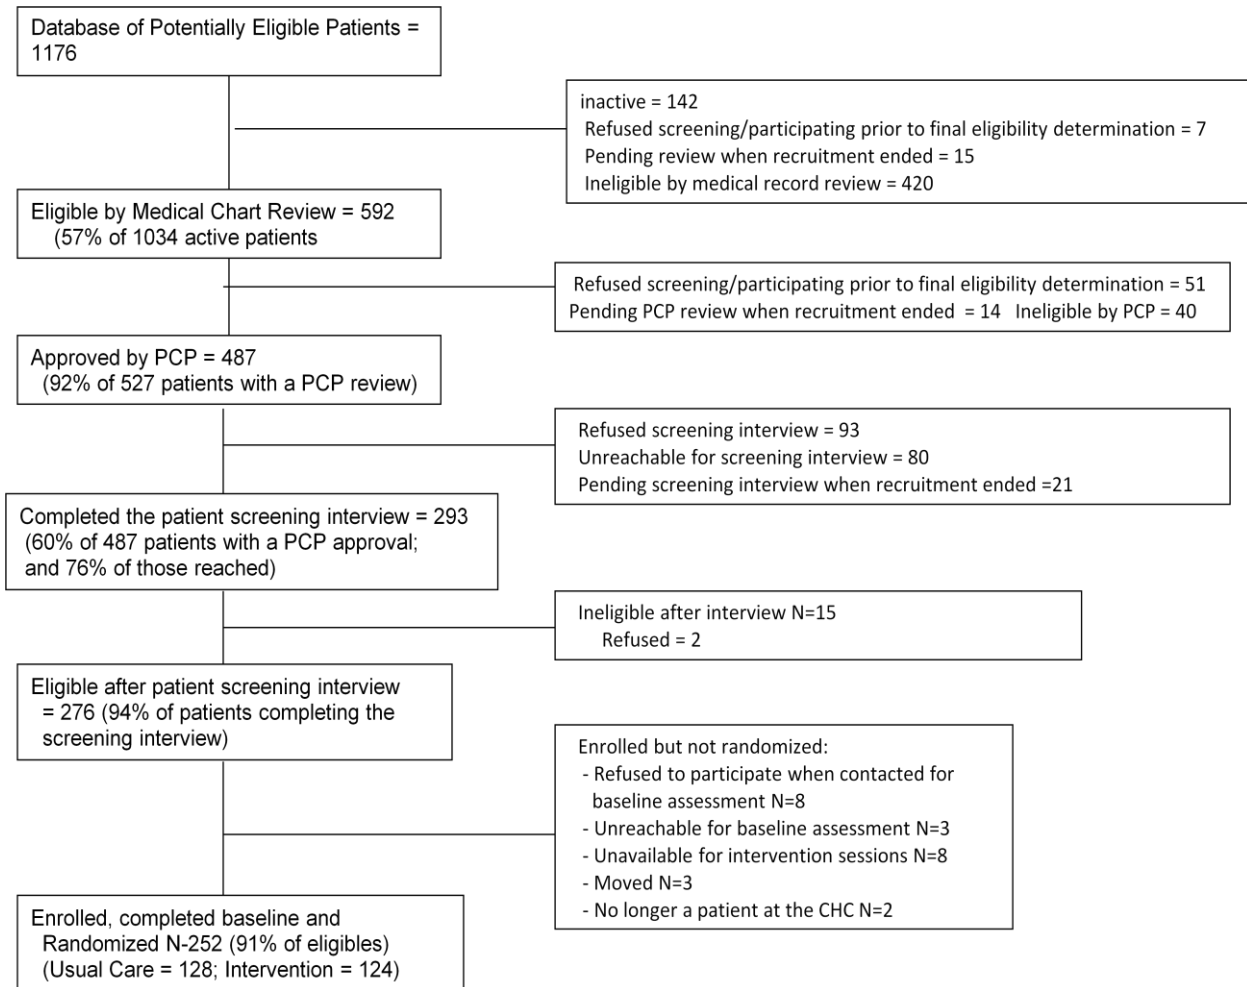 Database of Potentially Eligible Patients =
1176
inactive = 142
Refused screening/participating prior to final eligibility determination = 7
Pending review when recruitment ended = 15
Ineligible by medical record review = 420
Eligible by Medical Chart Review = 592
(57% of 1034 active patients
Refused screening/participating prior to final eligibility determination = 51
Pending PCP review when recruitment ended = 14 Ineligible by PCP = 40
Approved by PCP = 487
(92% of 527 patients with a PCP review)
Refused screening interview = 93
Unreachable for screening interview = 80
Pending screening interview when recruitment ended =21
Completed the patient screening interview = 293
(60% of 487 patients with a PCP approval;
and 76% of those reached)
Ineligible after interview N=15
Refused = 2
Eligible after patient screening interview
= 276 (94% of patients completing the
screening interview)
Enrolled but not randomized:
- Refused to participate when contacted for
baseline assessment N=8
- Unreachable for baseline assessment N=3
- Unavailable for intervention sessions N=8
- Moved N=3
- No longer a patient at the CHC N=2
Enrolled, completed baseline and
Randomized N-252 (91% of eligibles)
(Usual Care = 128; Intervention = 124)